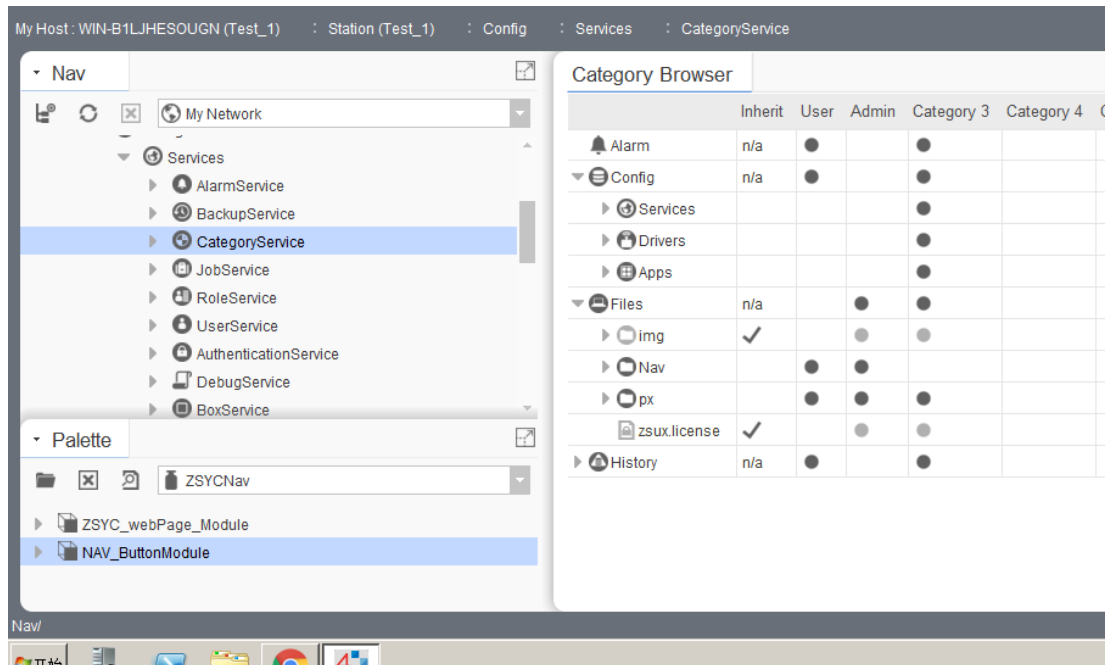 My Host : WIN-B1LJHESOUGN (Test_1) : Station (Test_1) : Config : Services : CategoryService
Nav
My Network
Services
AlarmService
BackupService
CategoryService
JobService
RoleService
UserService
AuthenticationService
DebugService
BoxService
Palette
ZSYCNav
ZSYC_webPage_Module
NAV_ButtonModule
Category Browser
Inherit User Admin Category 3 Category 4
Alarm n/a
Config n/a
Services
Drivers
Apps
Files n/a
img
Nav
px
zsux.license
History n/a
Nav/
开始